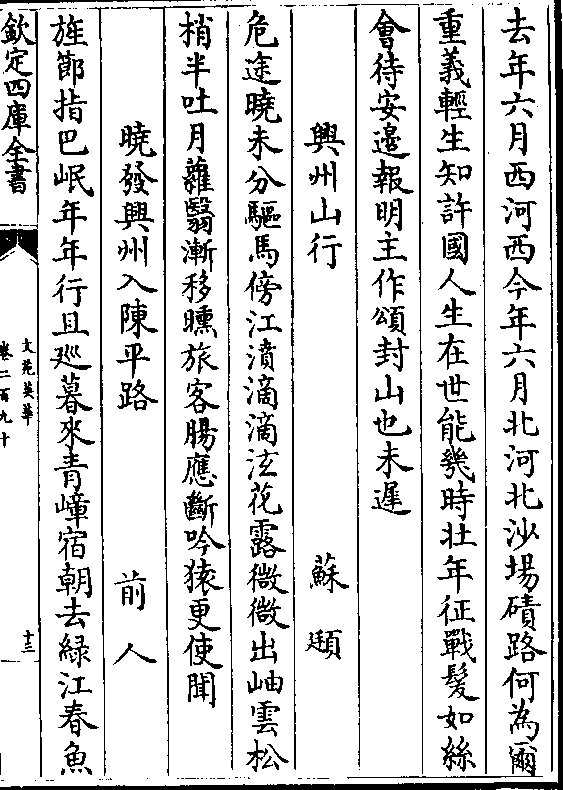 去年六月西河西今年六月北河北沙場磧路何為爾
重義輕生知許國人生在世能幾時壮年征戰髮如絲
會待安邉報明主作頌封山也未遲
興州山行 蘇頲
危途曉未分驅馬傍江濆滴滴泫花露微微出岫雲松
梢半吐月蘿翳漸移曛旅客腸應斷吟猿更使聞
曉發興州入陳平路 前人
旌節指巴岷年年行且廵暮來青嶂宿朝去緑江春魚
欽定四庫全書
文苑英華
卷二百九十
十三